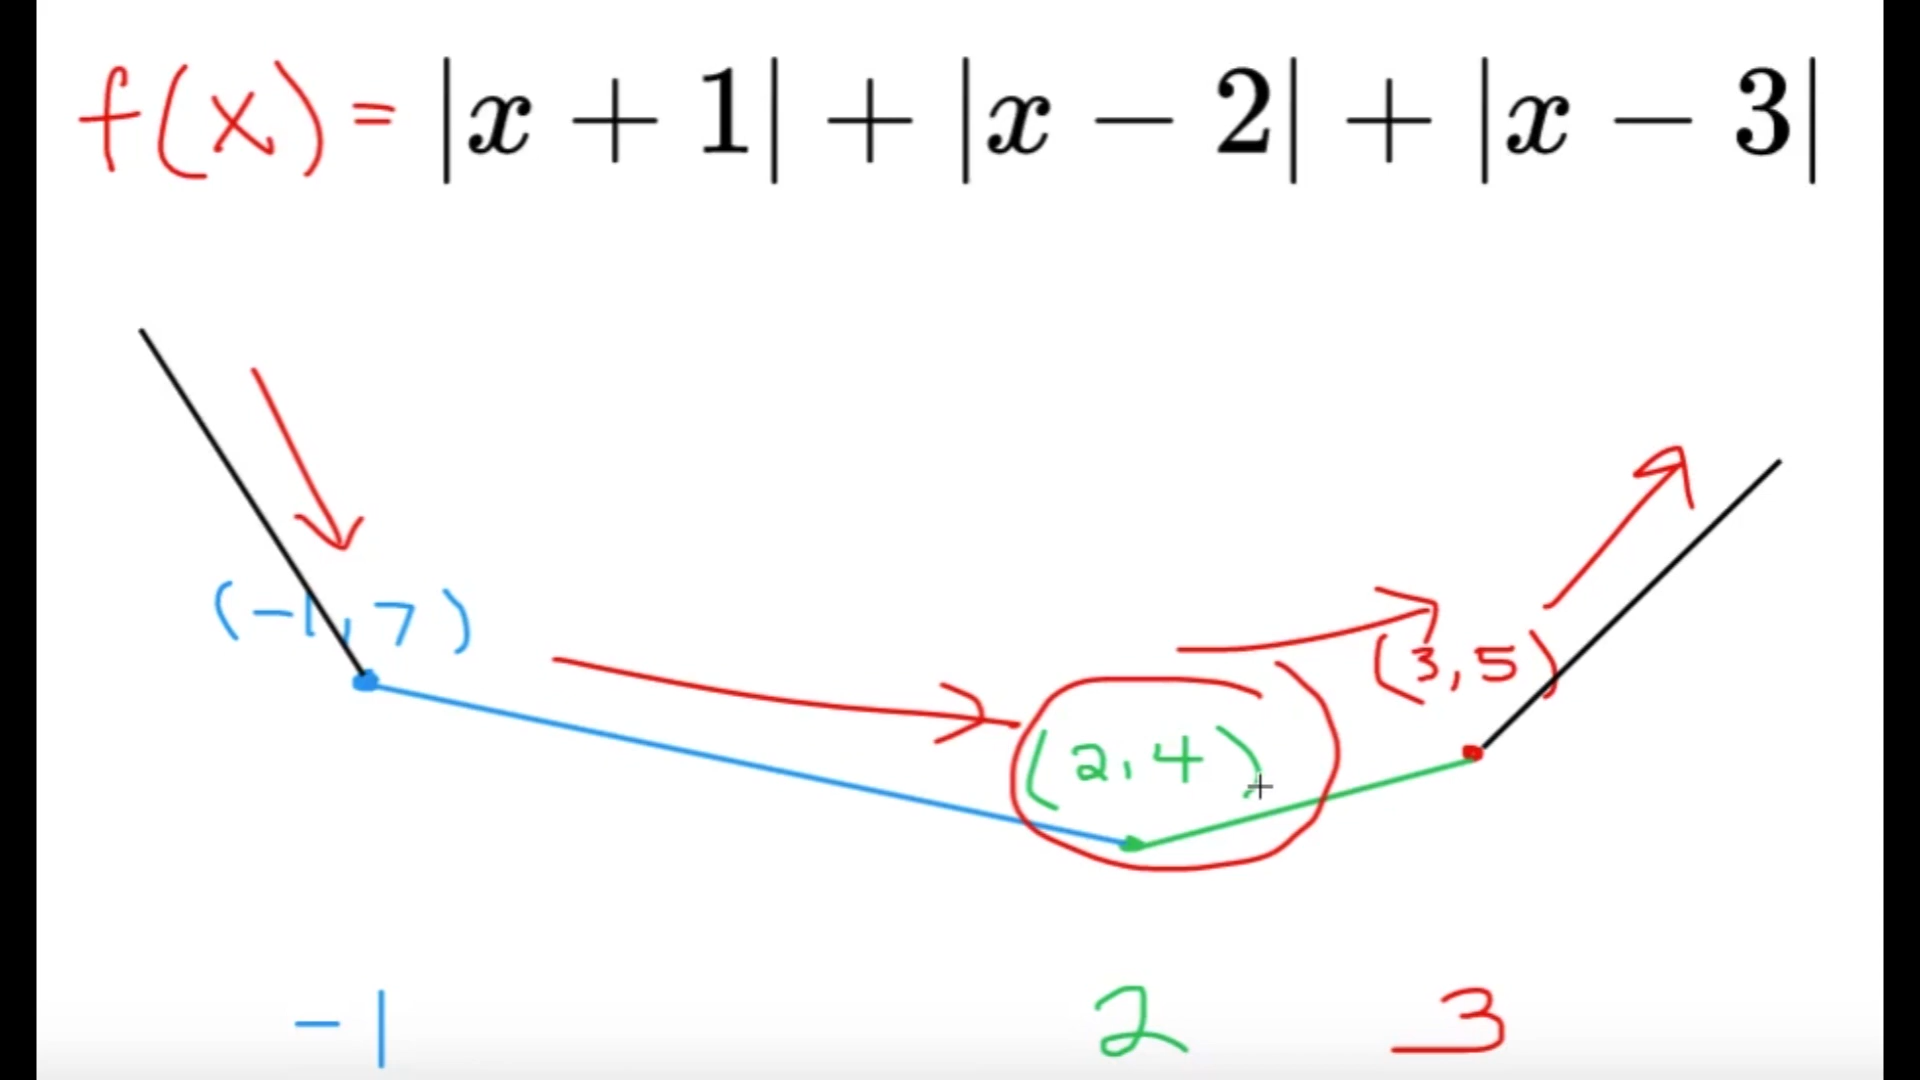 f(x) = |x + 1| + |x − 2| + |x − 3|
(-1,7)
(3,5)
(2,4)
-1 2 3